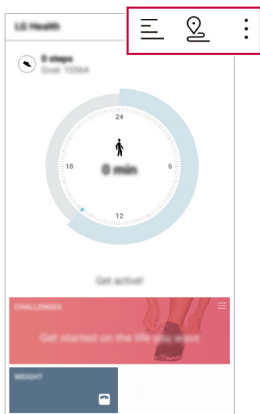 LG Health
0 steps
Goal: 10564
24
18
6
0 min
12
Get active!
CHALLENGES
Get started on the life you want
WEIGHT